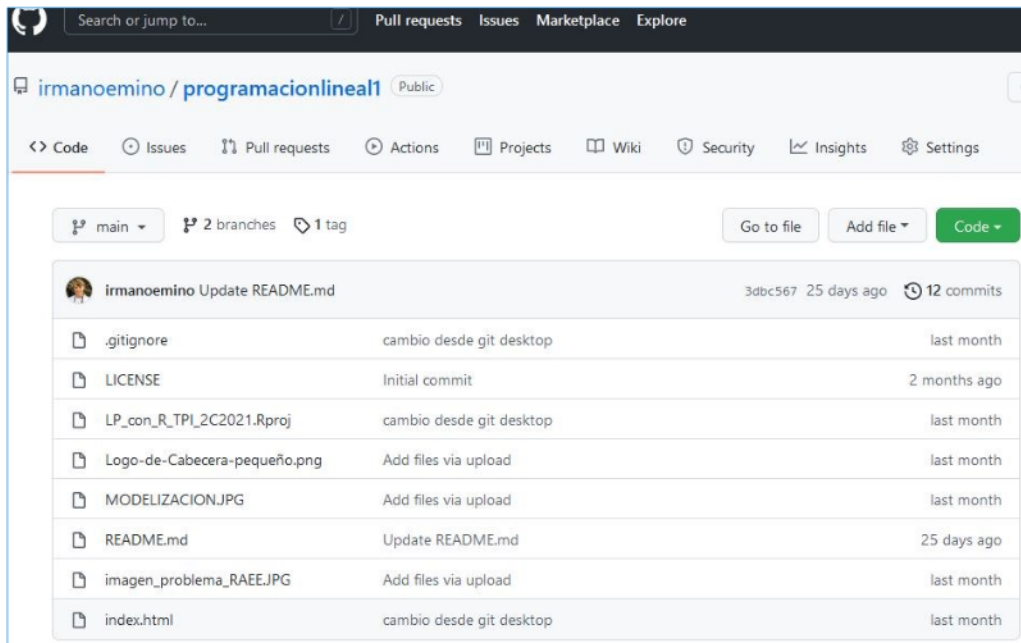 Search or jump to... / Pull requests Issues Marketplace Explore
irmanoemino / programacionlineal1 Public
<> Code Issues Pull requests Actions Projects Wiki Security Insights Settings
main 2 branches 1 tag Go to file Add file Code
irmanoemino Update README.md 3dbc567 25 days ago 12 commits
.gitignore cambio desde git desktop last month
LICENSE Initial commit 2 months ago
LP_con_R_TPI_2C2021.Rproj cambio desde git desktop last month
Logo-de-Cabecera-pequeño.png Add files via upload last month
MODELIZACION.JPG Add files via upload last month
README.md Update README.md 25 days ago
imagen_problema_RAEE.JPG Add files via upload last month
index.html cambio desde git desktop last month